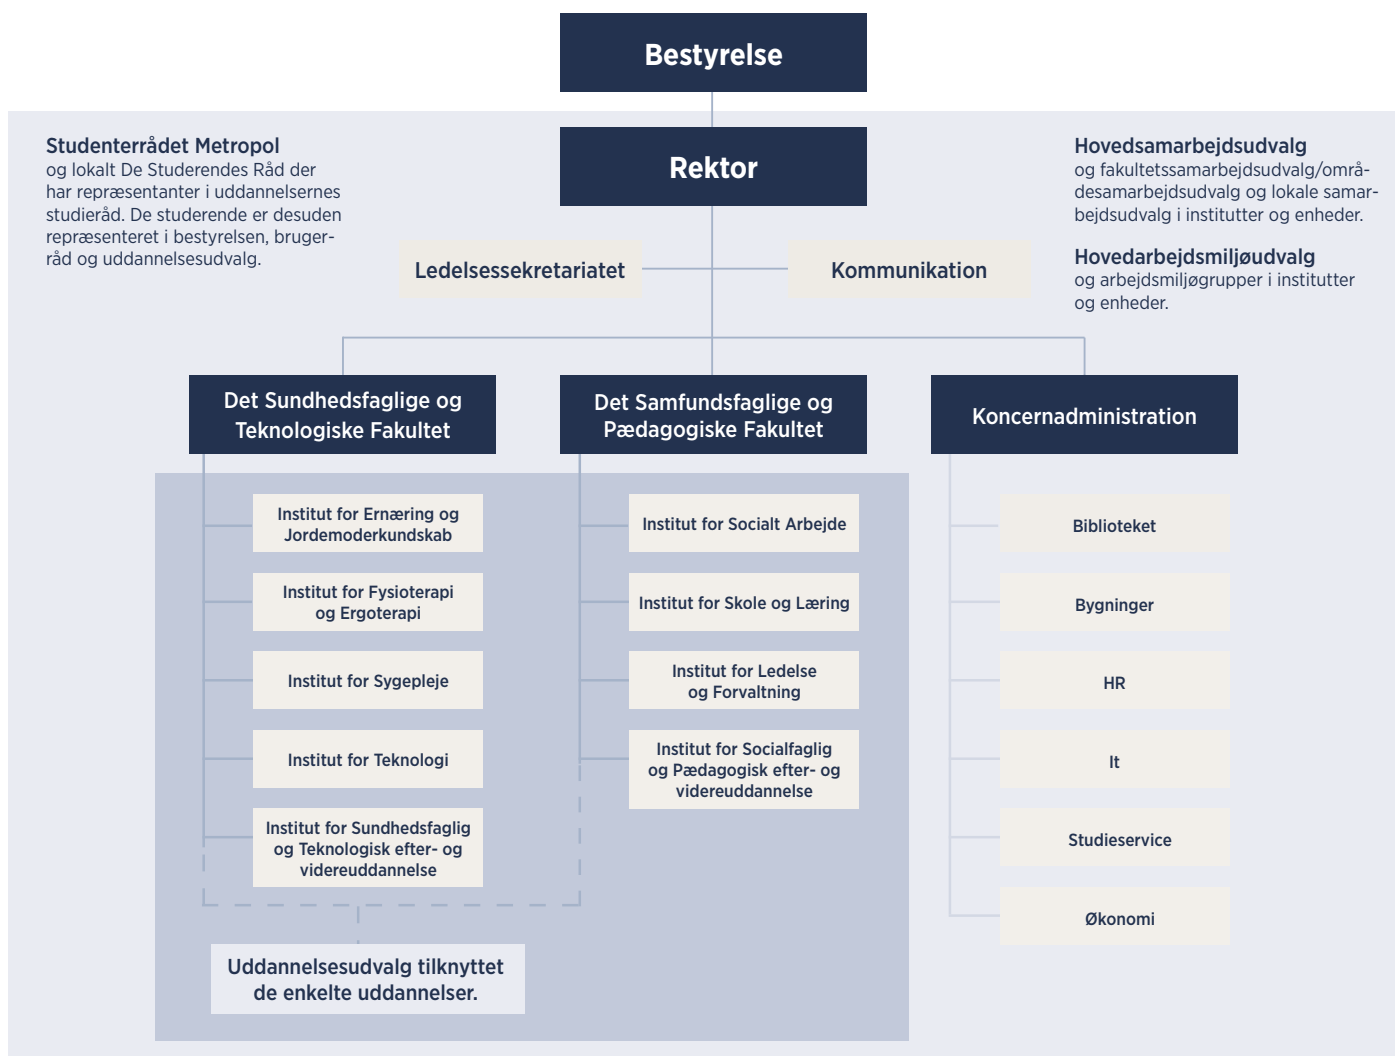 Bestyrelse
Studenterrådet Metropol
og lokalt De Studerendes Råd der
har repræsentanter i uddannelsernes
studieråd. De studerende er desuden
repræsenteret i bestyrelsen, bruger-
råd og uddannelsesudvalg.
Rektor
Hovedsamarbejdsudvalg
og fakultetssamarbejdsudvalg/områ-
desamarbejdsudvalg og lokale samar-
bejdsudvalg i institutter og enheder.
Hovedarbejdsmiljøudvalg
og arbejdsmiljøgrupper i institutter
og enheder.
Ledelsessekretariatet
Kommunikation
Det Sundhedsfaglige og
Teknologiske Fakultet
Det Samfundsfaglige og
Pædagogiske Fakultet
Koncernadministration
Institut for Ernæring og
Jordemoderkundskab
Institut for Fysioterapi
og Ergoterapi
Institut for Sygepleje
Institut for Teknologi
Institut for Sundhedsfaglig
og Teknologisk efter- og
videreuddannelse
Institut for Socialt Arbejde
Institut for Skole og Læring
Institut for Ledelse
og Forvaltning
Institut for Socialfaglig
og Pædagogisk efter- og
videreuddannelse
Biblioteket
Bygninger
HR
It
Studieservice
Økonomi
Uddannelsesudvalg tilknyttet
de enkelte uddannelser.